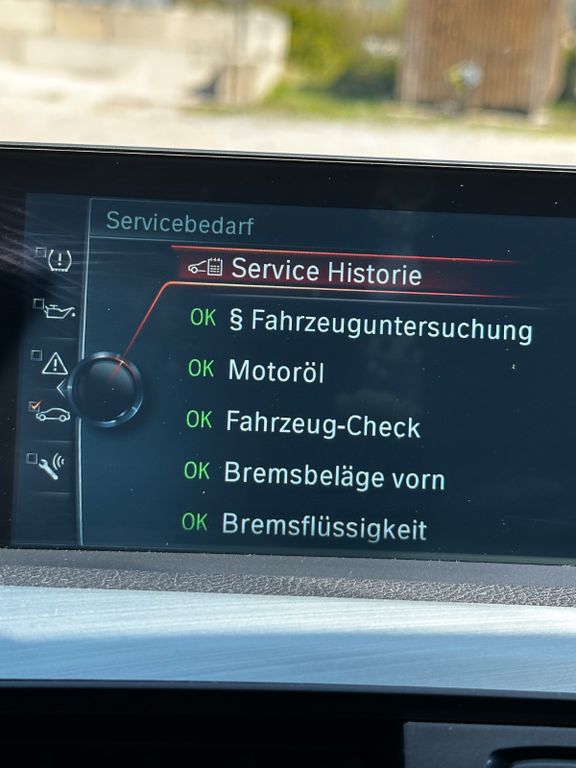 Servicebedarf
Service Historie
OK § Fahrzeuguntersuchung
OK Motoröl
OK Fahrzeug-Check
OK Bremsbeläge vorn
OK Bremsflüssigkeit